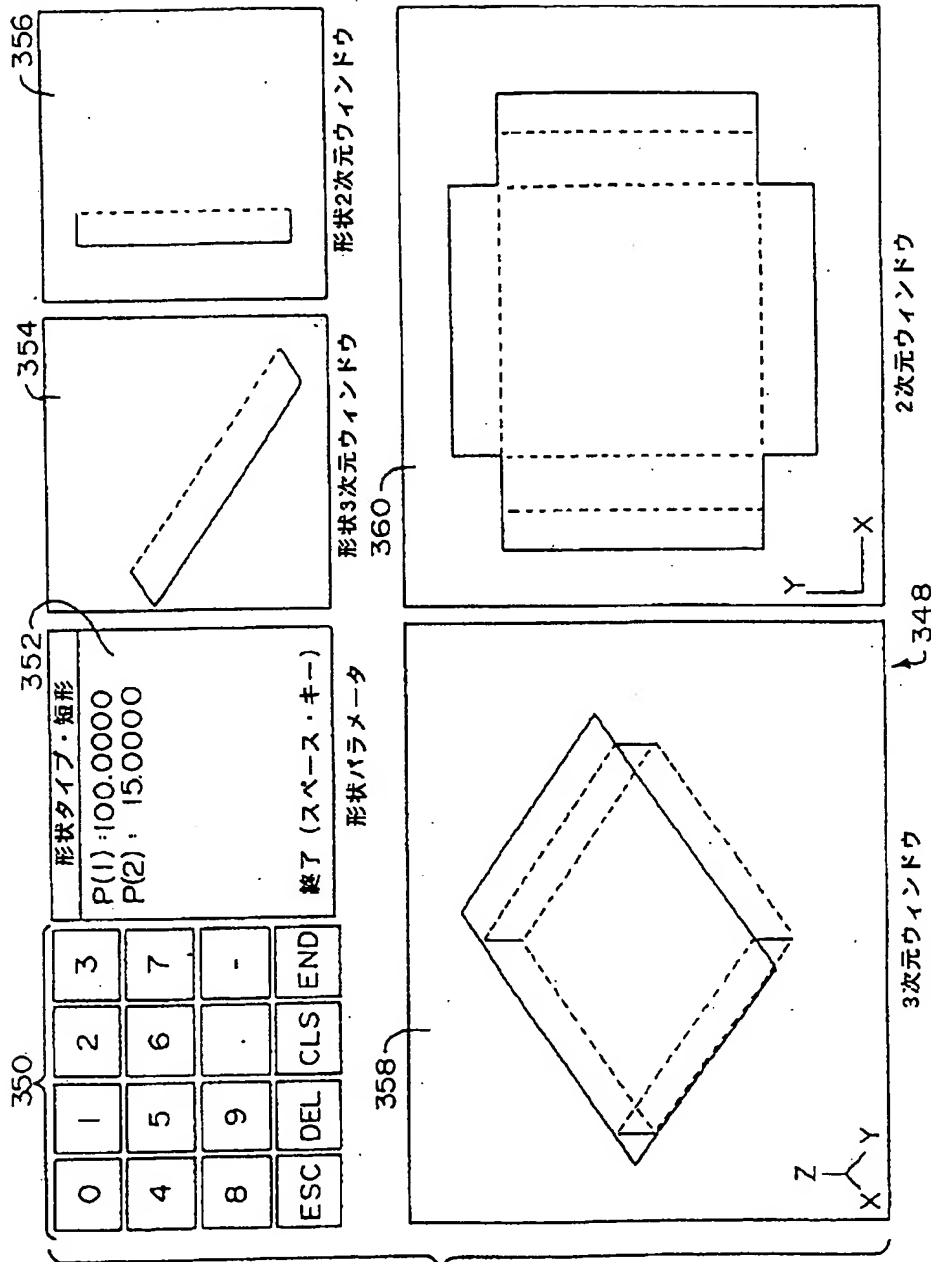 350
0 1 2 3
4 5 6 7
8 9 . -
ESC DEL CLS END
352
形状タイプ・短形
P(1):100.0000
P(2): 15.0000
終了 (スペース・キー)
形状パラメータ
354
形状3次元ウィンドウ
356
形状2次元ウィンドウ
358
Z
X Y
3次元ウィンドウ
360
Y
X
2次元ウィンドウ
348